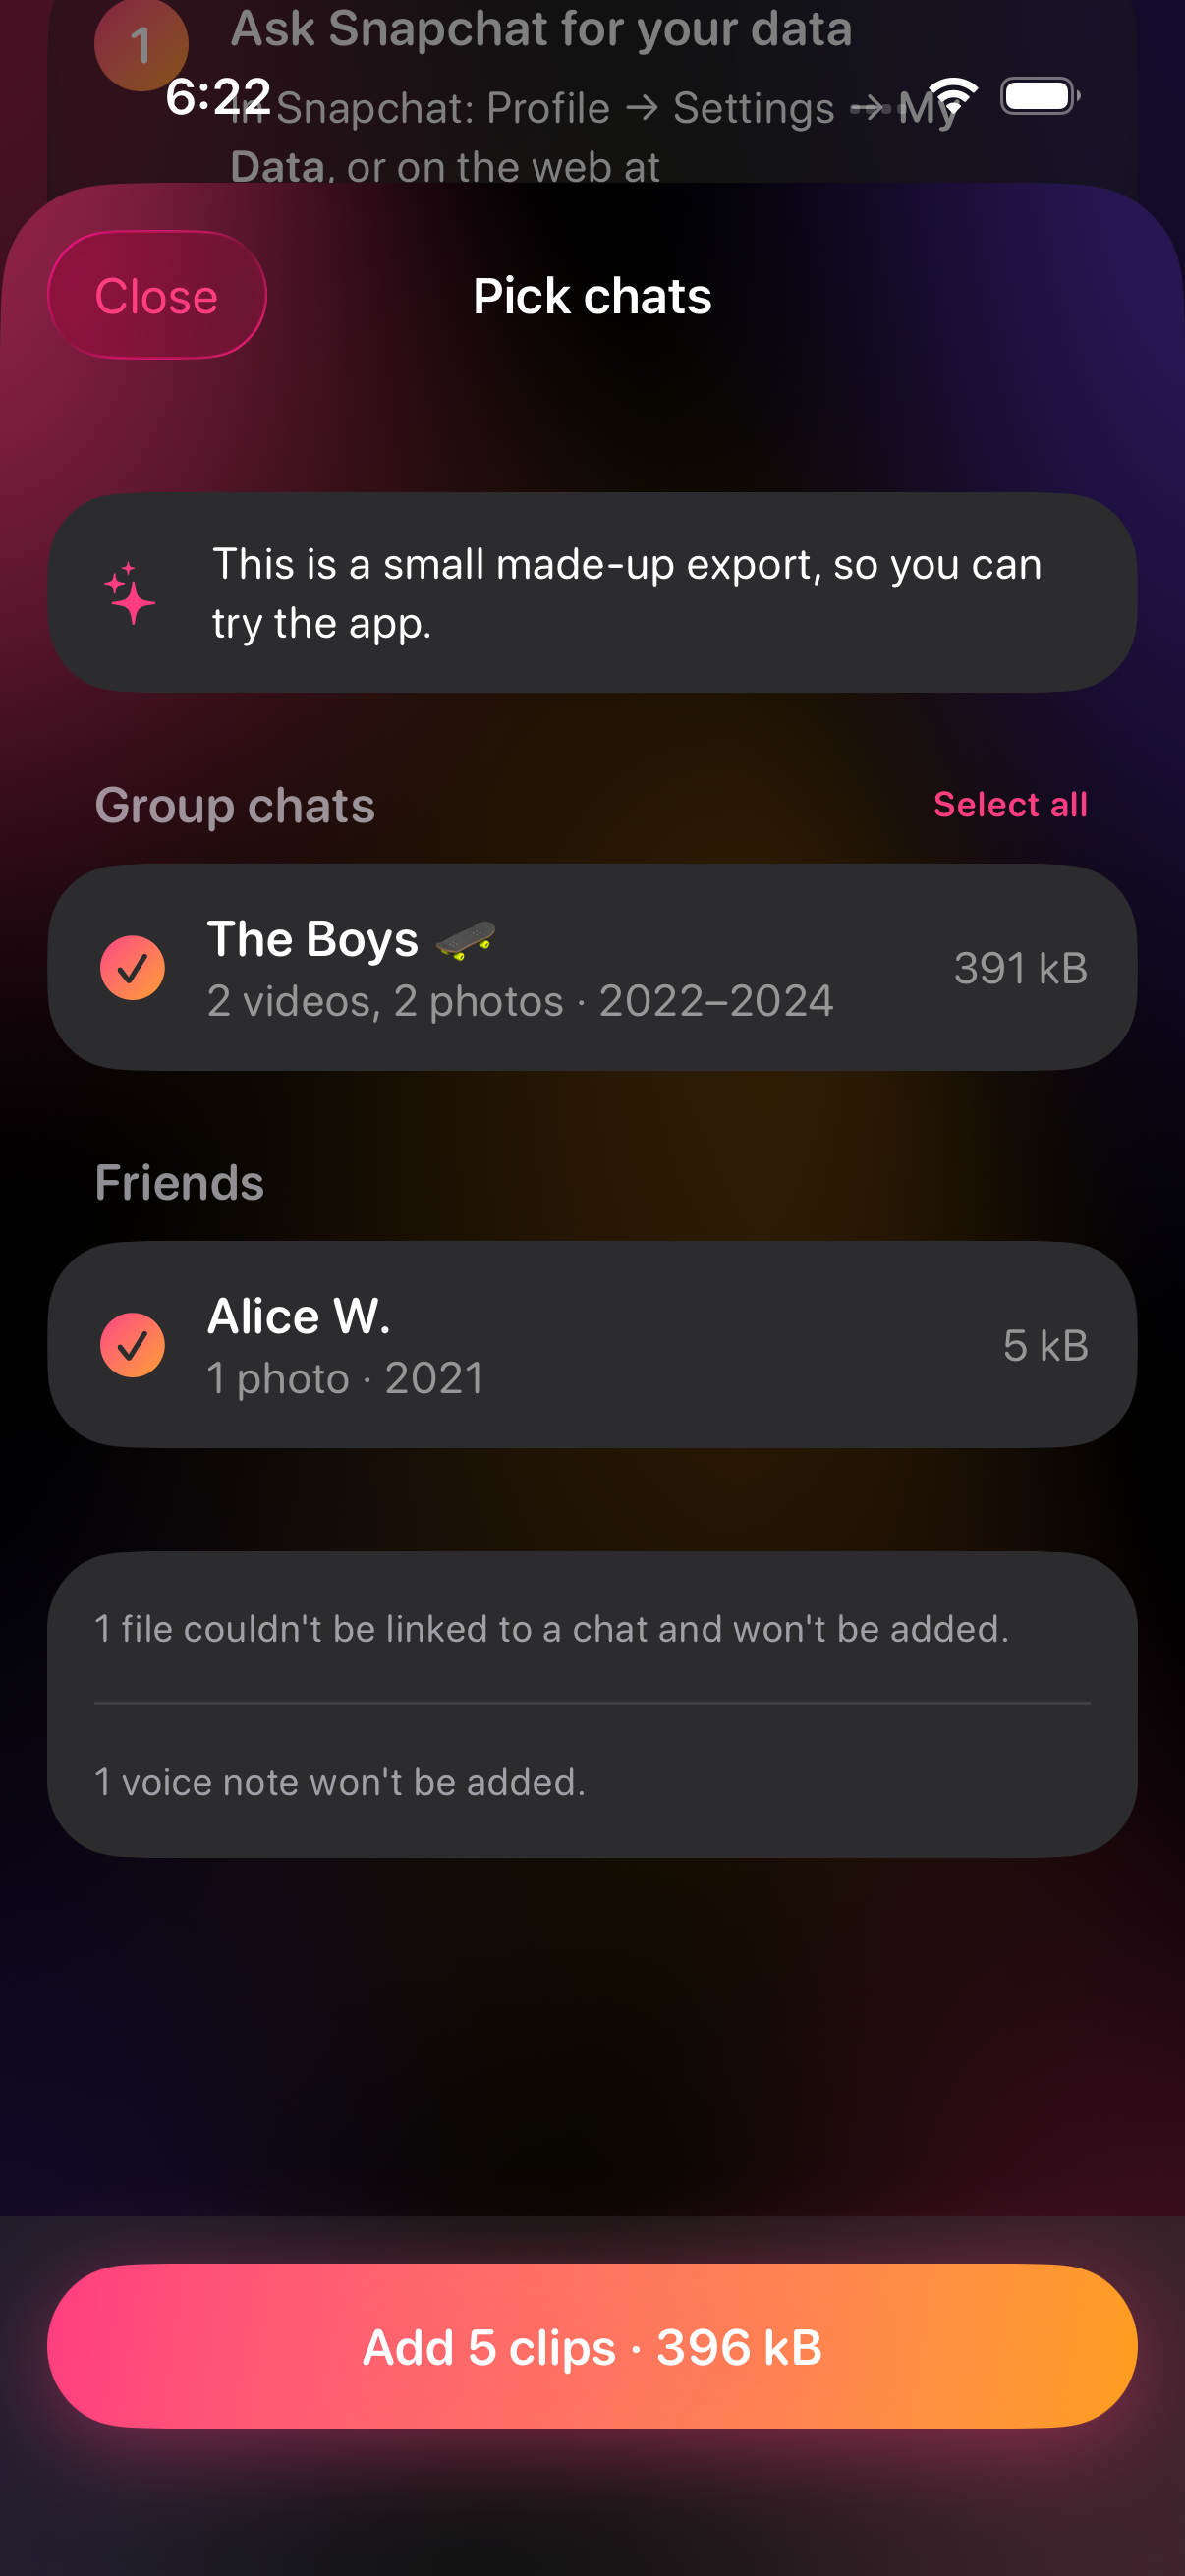 1
Ask Snapchat for your data
6:22
In Snapchat: Profile → Settings → My
Data, or on the web at
Close
Pick chats
This is a small made-up export, so you can
try the app.
Group chats
Select all
The Boys 🛹
2 videos, 2 photos · 2022–2024
391 kB
Friends
Alice W.
1 photo · 2021
5 kB
1 file couldn't be linked to a chat and won't be added.
1 voice note won't be added.
Add 5 clips · 396 kB